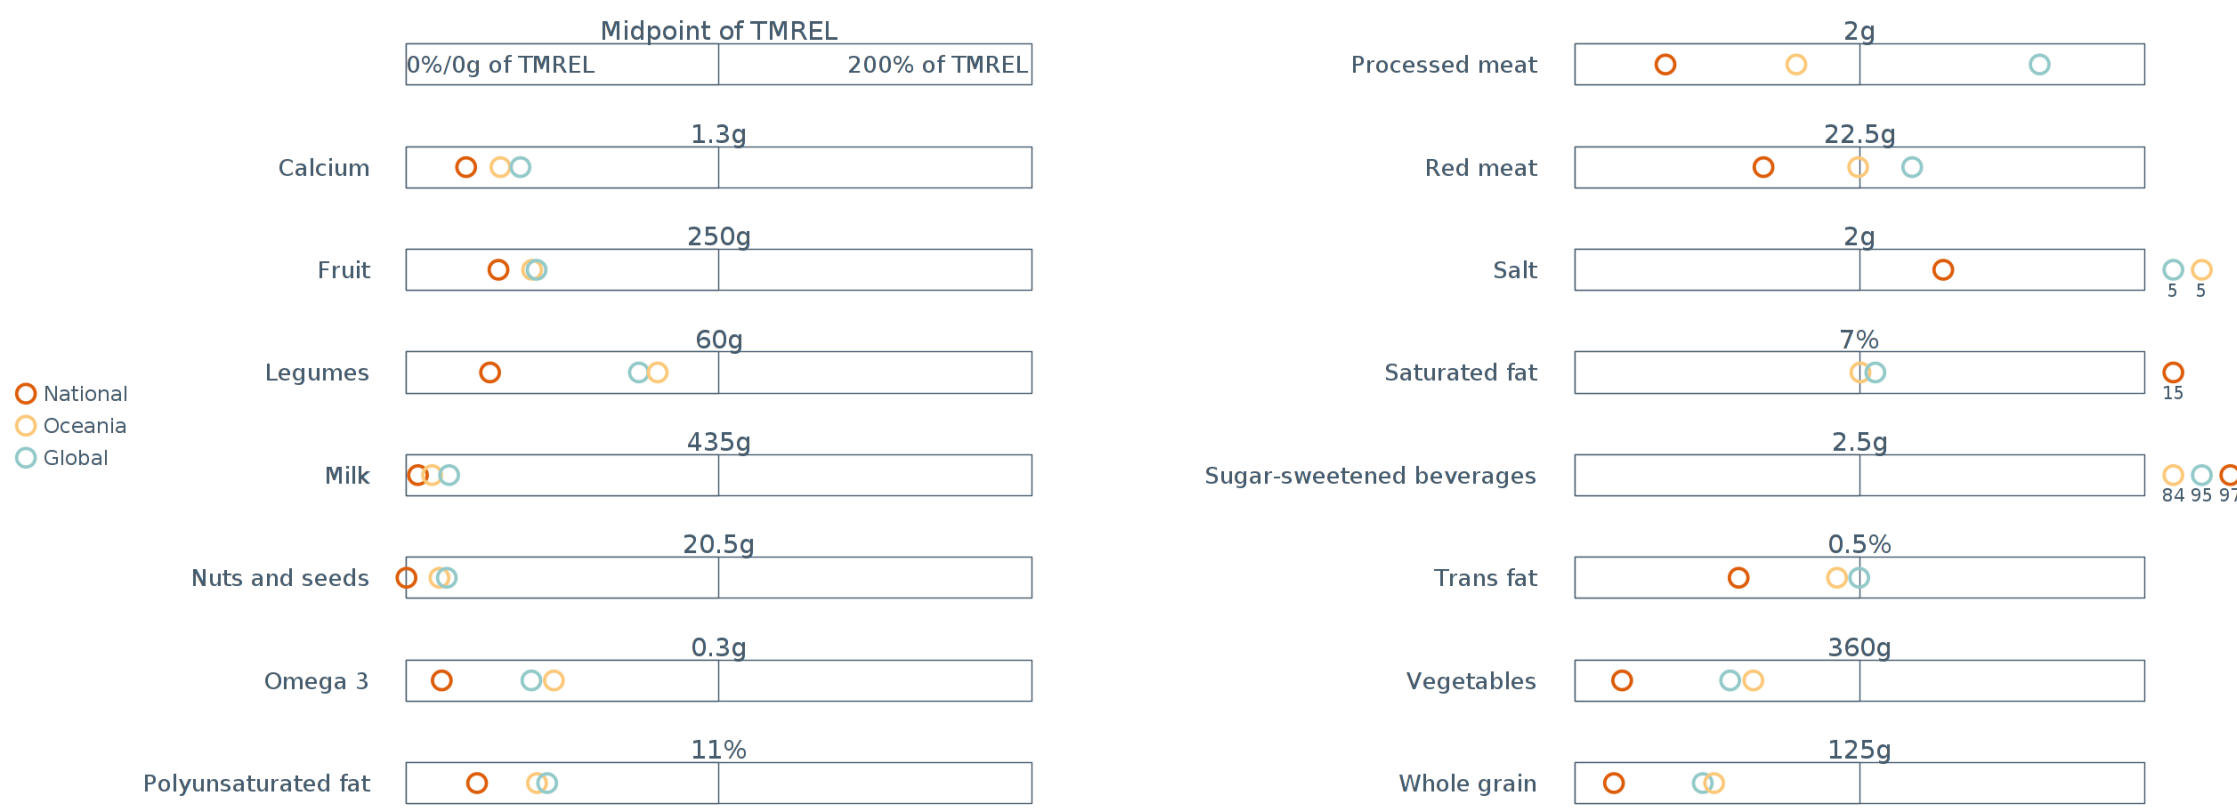 Midpoint of TMREL
0%/0g of TMREL
200% of TMREL
Calcium
1.3g
Fruit
250g
Legumes
60g
Milk
435g
Nuts and seeds
20.5g
Omega 3
0.3g
Polyunsaturated fat
11%
National
Oceania
Global
Processed meat
2g
Red meat
22.5g
Salt
2g
5 5
Saturated fat
7%
15
Sugar-sweetened beverages
2.5g
84 95 97
Trans fat
0.5%
Vegetables
360g
Whole grain
125g